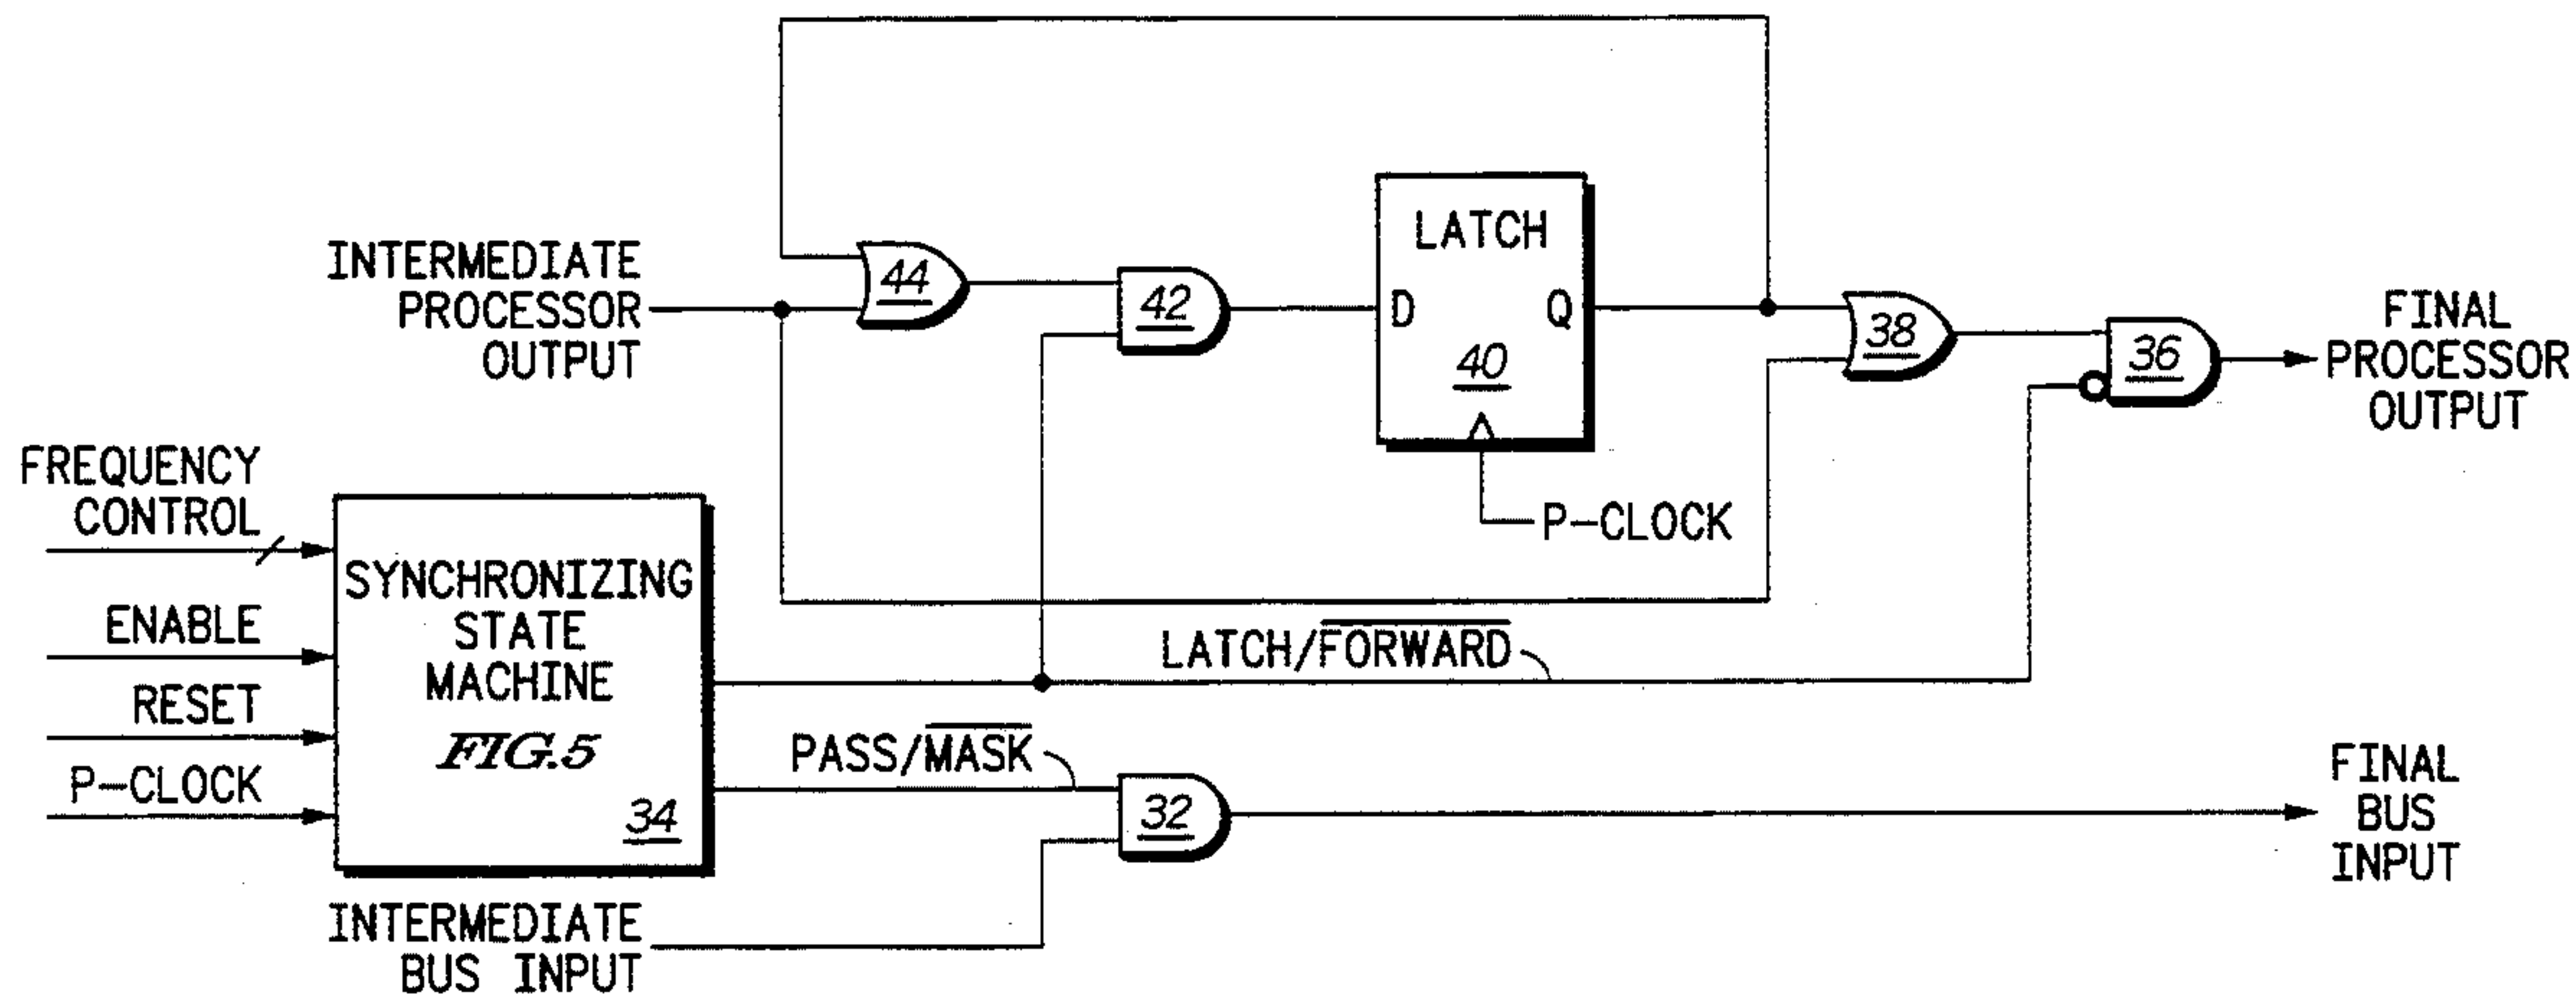 INTERMEDIATE
PROCESSOR
OUTPUT
44
42
LATCH
D
Q
40
P-CLOCK
38
36
FINAL
PROCESSOR
OUTPUT
FREQUENCY
CONTROL
ENABLE
RESET
P-CLOCK
SYNCHRONIZING
STATE
MACHINE
FIG.5
34
LATCH/FORWARD
PASS/MASK
32
INTERMEDIATE
BUS INPUT
FINAL
BUS
INPUT